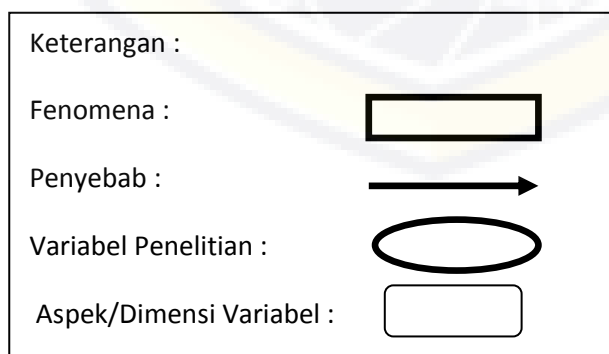 Keterangan :
Fenomena :
Penyebab :
Variabel Penelitian :
Aspek/Dimensi Variabel :